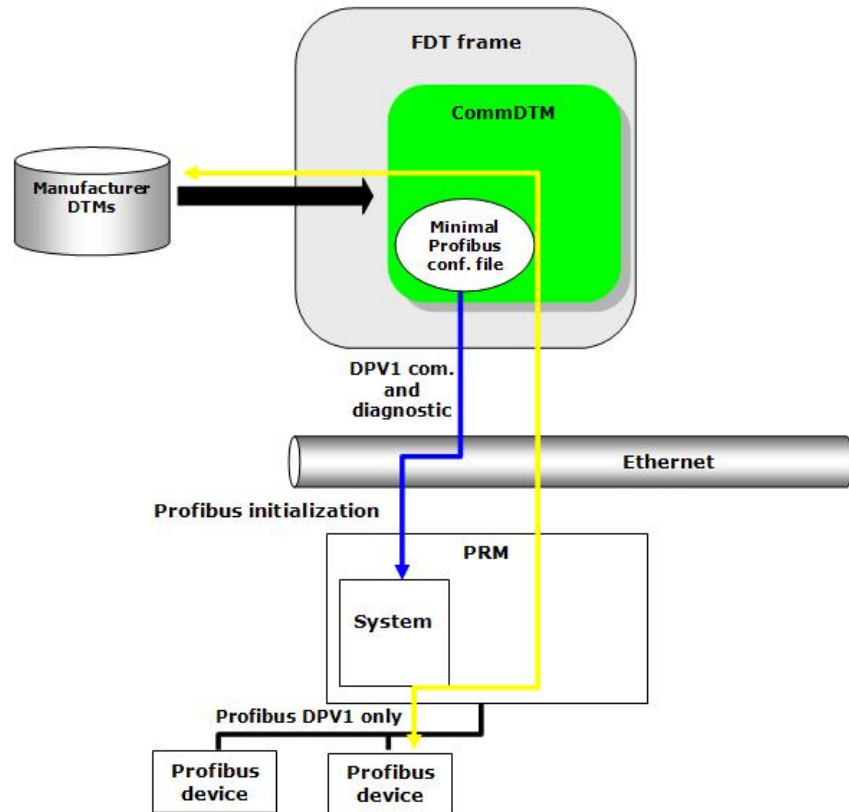 FDT frame
CommDTM
Manufacturer
DTMs
Minimal
Profibus
conf. file
DPV1 com.
and
diagnostic
Ethernet
Profibus initialization
PRM
System
Profibus DPV1 only
Profibus
device
Profibus
device